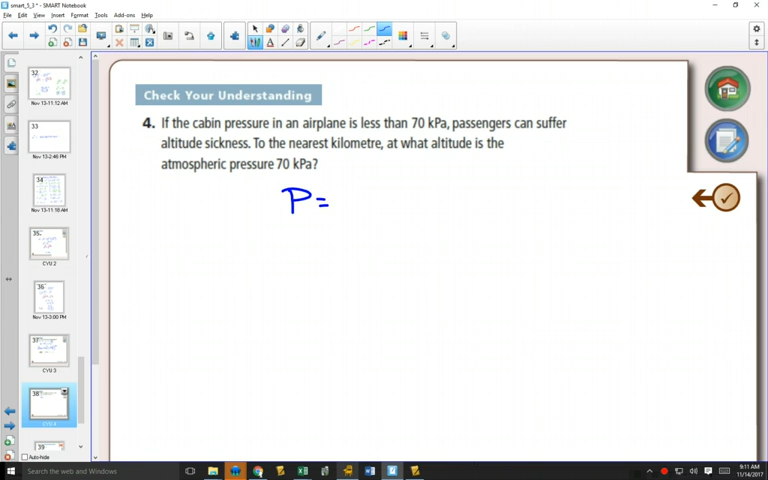 smart_5_3 * - SMART Notebook
File Edit View Insert Format Tools Add-ons Help
32
Nov 13-11:12 AM
33
Nov 13-2:46 PM
34
Nov 13-11:18 AM
35
CYU 2
36
Nov 13-3:00 PM
37
CYU 3
38
CYU 4
39
Auto-hide
Check Your Understanding
4. If the cabin pressure in an airplane is less than 70 kPa, passengers can suffer
altitude sickness. To the nearest kilometre, at what altitude is the
atmospheric pressure 70 kPa?
P=
Search the web and Windows
9:11 AM
11/14/2017